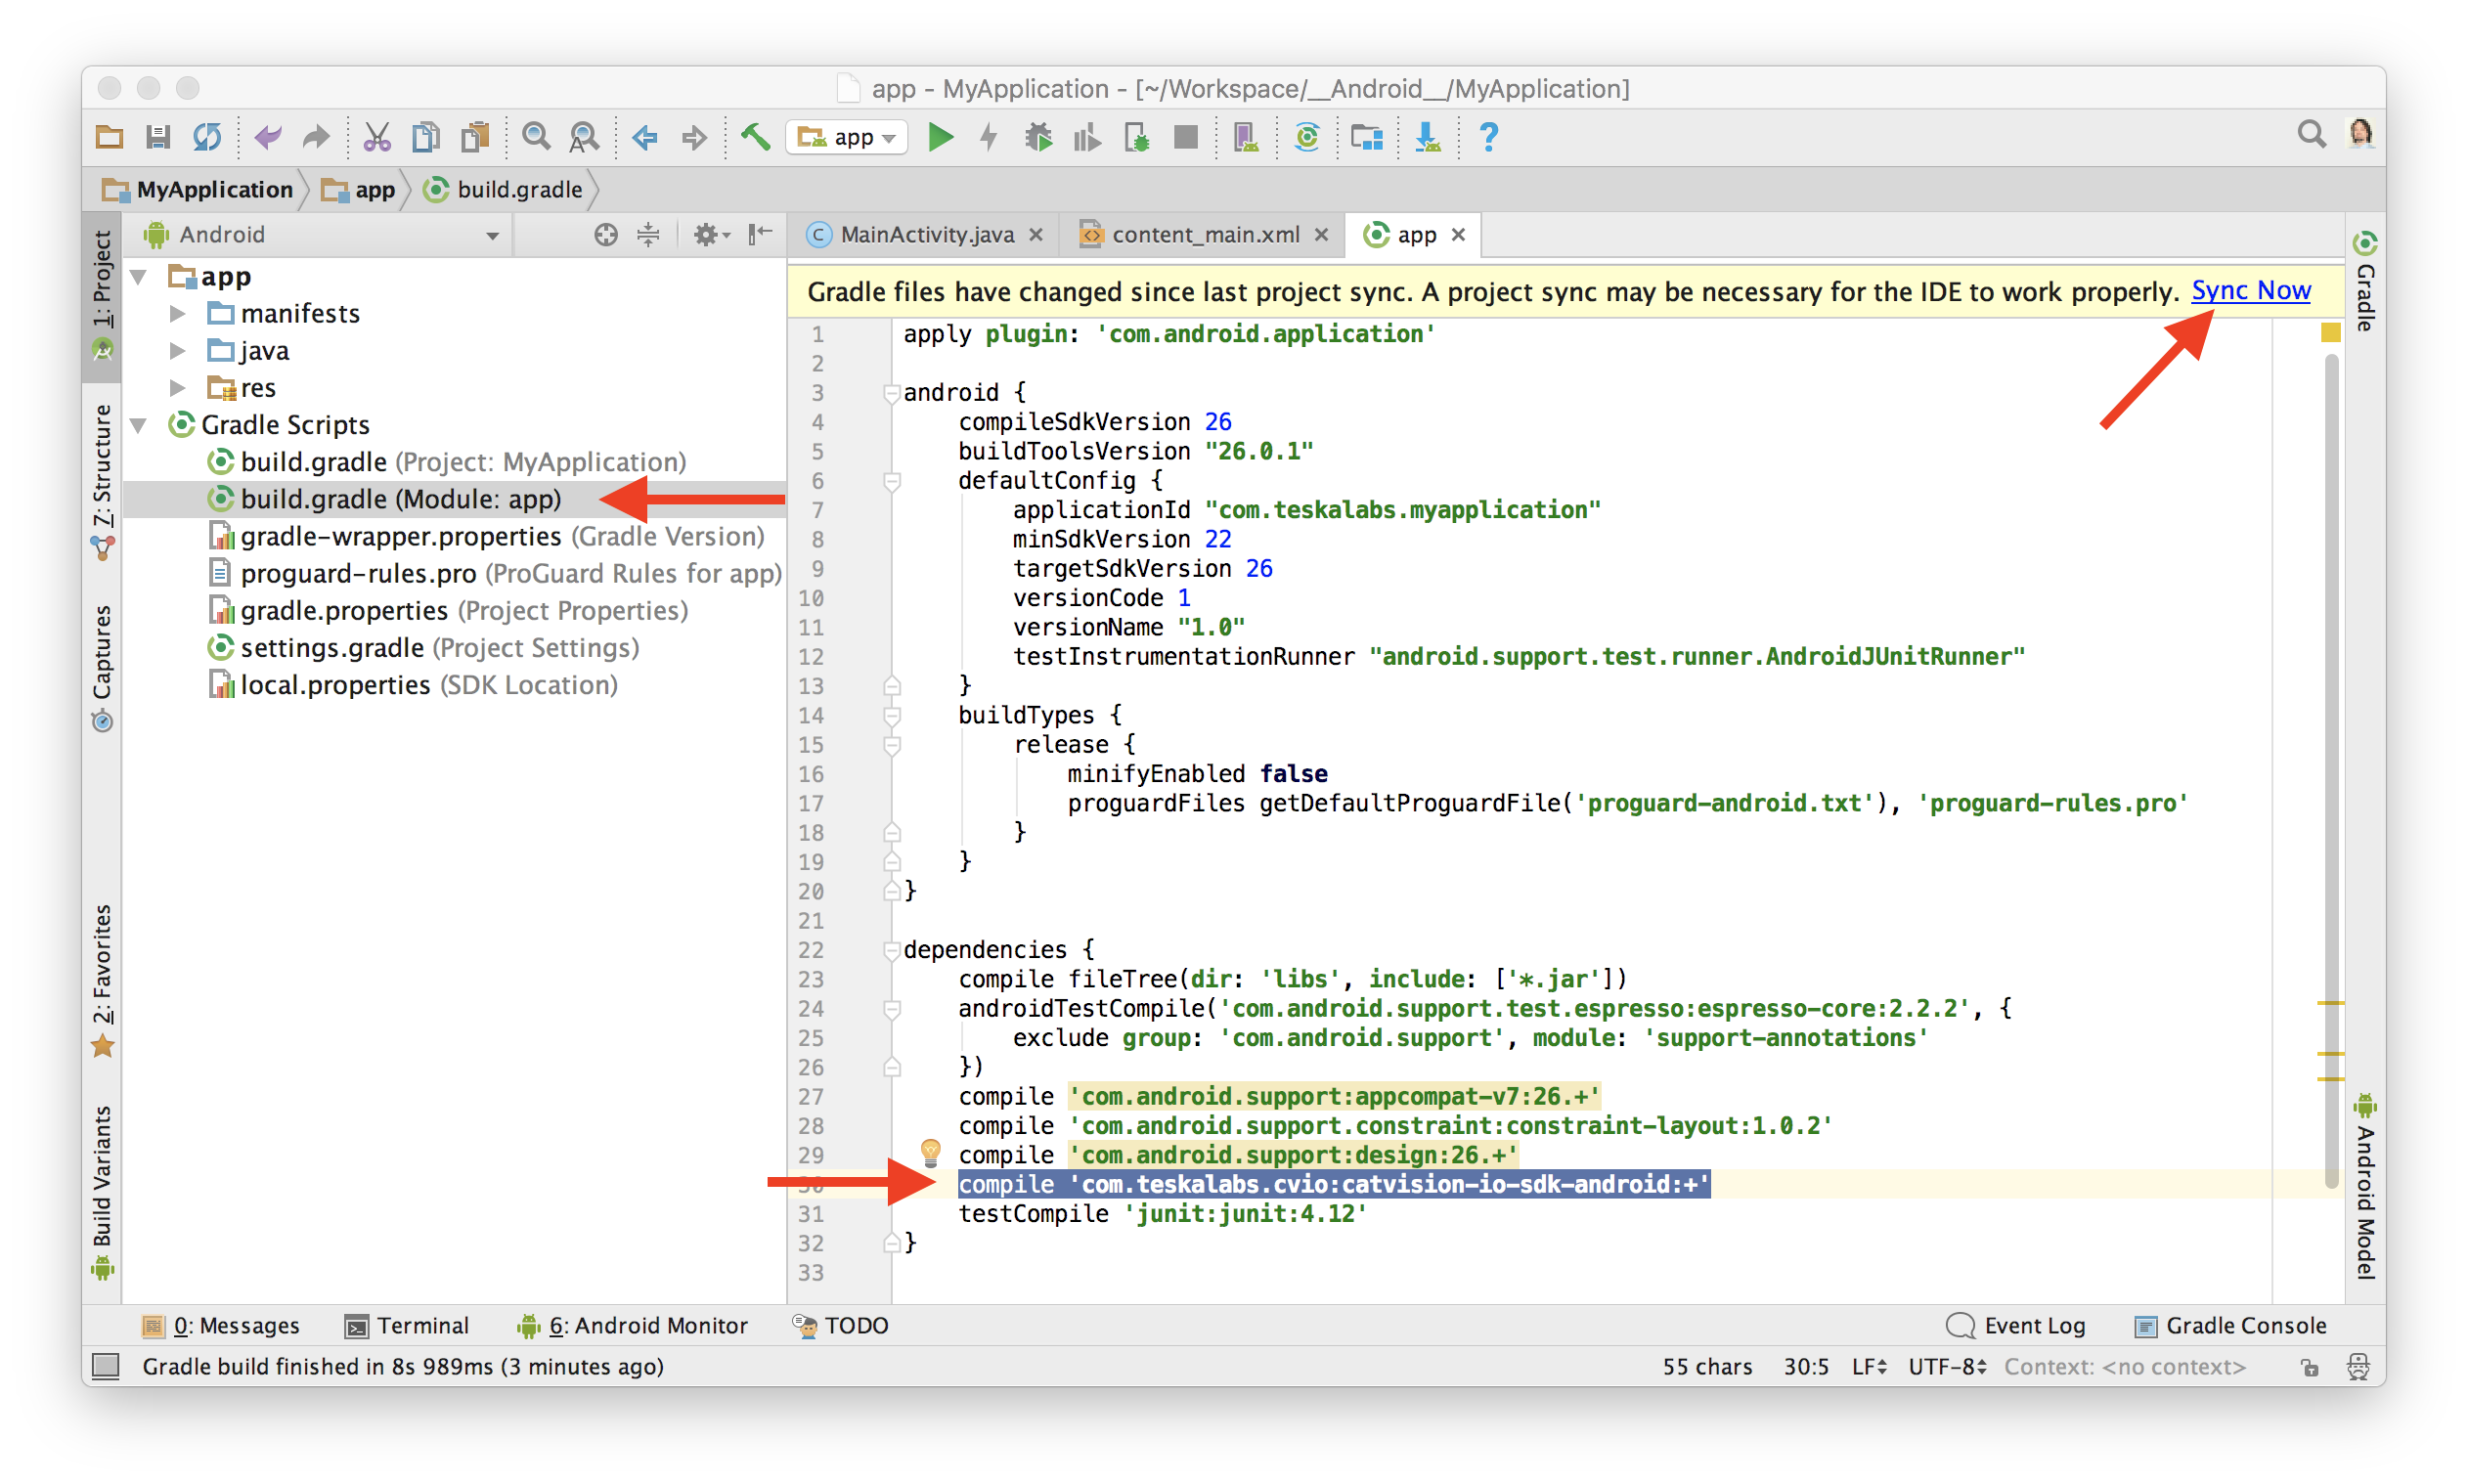 app - MyApplication - [~/Workspace/__Android__/MyApplication]
app
MyApplication
app
build.gradle
1: Project
7: Structure
Captures
2: Favorites
Build Variants
Android
app
manifests
java
res
Gradle Scripts
build.gradle (Project: MyApplication)
build.gradle (Module: app)
gradle-wrapper.properties (Gradle Version)
proguard-rules.pro (ProGuard Rules for app)
gradle.properties (Project Properties)
settings.gradle (Project Settings)
local.properties (SDK Location)
MainActivity.java
content_main.xml
app
Gradle files have changed since last project sync. A project sync may be necessary for the IDE to work properly. Sync Now
1 apply plugin: 'com.android.application'
2
3 android {
4 compileSdkVersion 26
5 buildToolsVersion "26.0.1"
6 defaultConfig {
7 applicationId "com.teskalabs.myapplication"
8 minSdkVersion 22
9 targetSdkVersion 26
10 versionCode 1
11 versionName "1.0"
12 testInstrumentationRunner "android.support.test.runner.AndroidJUnitRunner"
13 }
14 buildTypes {
15 release {
16 minifyEnabled false
17 proguardFiles getDefaultProguardFile('proguard-android.txt'), 'proguard-rules.pro'
18 }
19 }
20 }
21
22 dependencies {
23 compile fileTree(dir: 'libs', include: ['*.jar'])
24 androidTestCompile('com.android.support.test.espresso:espresso-core:2.2.2', {
25 exclude group: 'com.android.support', module: 'support-annotations'
26 })
27 compile 'com.android.support:appcompat-v7:26.+'
28 compile 'com.android.support.constraint:constraint-layout:1.0.2'
29 compile 'com.android.support:design:26.+'
30 compile 'com.teskalabs.cvio:catvision-io-sdk-android:+'
31 testCompile 'junit:junit:4.12'
32 }
33
Gradle
Android Model
0: Messages
Terminal
6: Android Monitor
TODO
Event Log
Gradle Console
Gradle build finished in 8s 989ms (3 minutes ago)
55 chars
30:5
LF
UTF-8
Context: <no context>